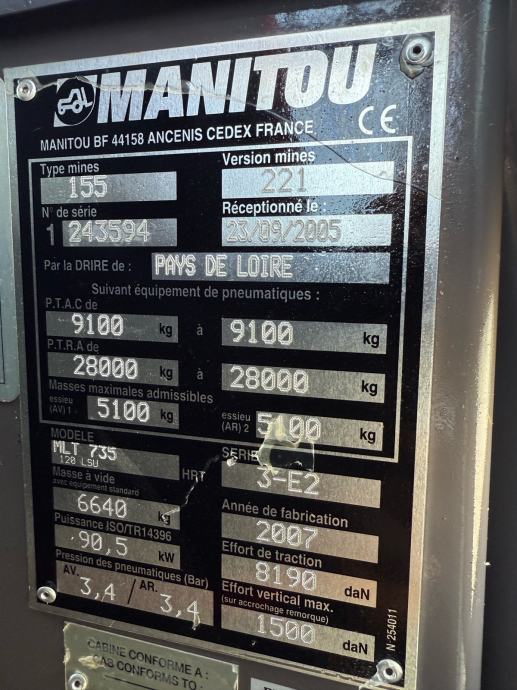 MANITOU
MANITOU BF 44158 ANCENIS CEDEX FRANCE CE
Type mines Version mines
155 221
N° de série Réceptionné le :
1 243594 23/09/2005
Par la DRIRE de : PAYS DE LOIRE
Suivant équipement de pneumatiques :
P.T.A.C de
9100 kg à 9100 kg
P.T.R.A de
28000 kg à 28000 kg
Masses maximales admissibles
essieu (AV) 1 5100 kg essieu (AR) 2 5100 kg
MODELE SERIE
MLT 735
120 LSU HRT 3-E2
Masse à vide
avec équipement standard
6640 kg
Année de fabrication
2007
Puissance ISO/TR14396
90,5 kW
Effort de traction
8190 daN
Pression des pneumatiques (Bar)
AV. 3,4 / AR. 3,4
Effort vertical max.
(sur accrochage remorque)
1500 daN
N 254011
CABINE CONFORME A :
CAB CONFORMS TO :